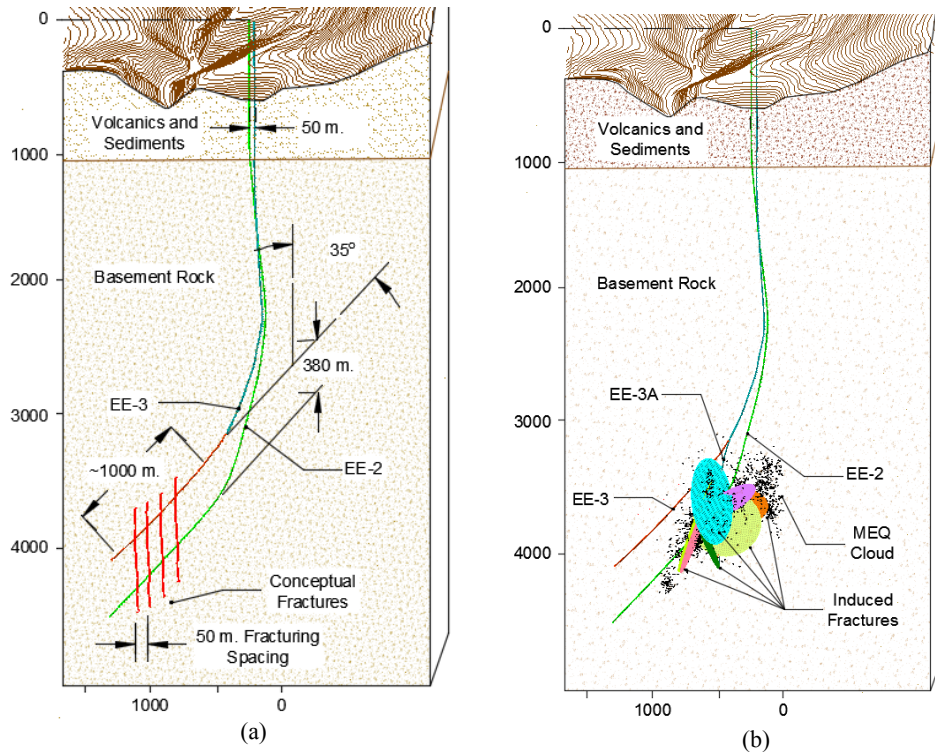 0
Volcanics and
Sediments
50 m.
1000
35°
2000
Basement Rock
380 m.
3000
EE-3
EE-2
~1000 m.
4000
Conceptual
Fractures
50 m. Fracturing
Spacing
1000
0
(a)
0
Volcanics and
Sediments
1000
2000
Basement Rock
EE-3A
3000
EE-2
EE-3
MEQ
Cloud
4000
Induced
Fractures
1000
0
(b)